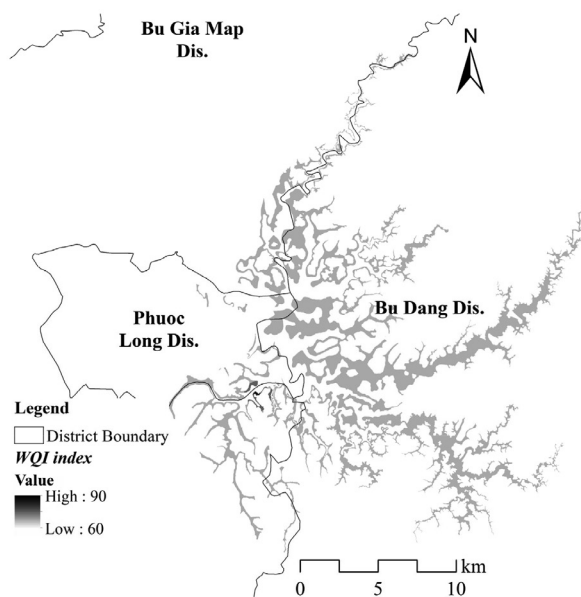 Bu Gia Map
Dis.
N
Phuoc
Long Dis.
Bu Dang Dis.
Legend
District Boundary
WQI index
Value
High : 90
Low : 60
km
0 5 10